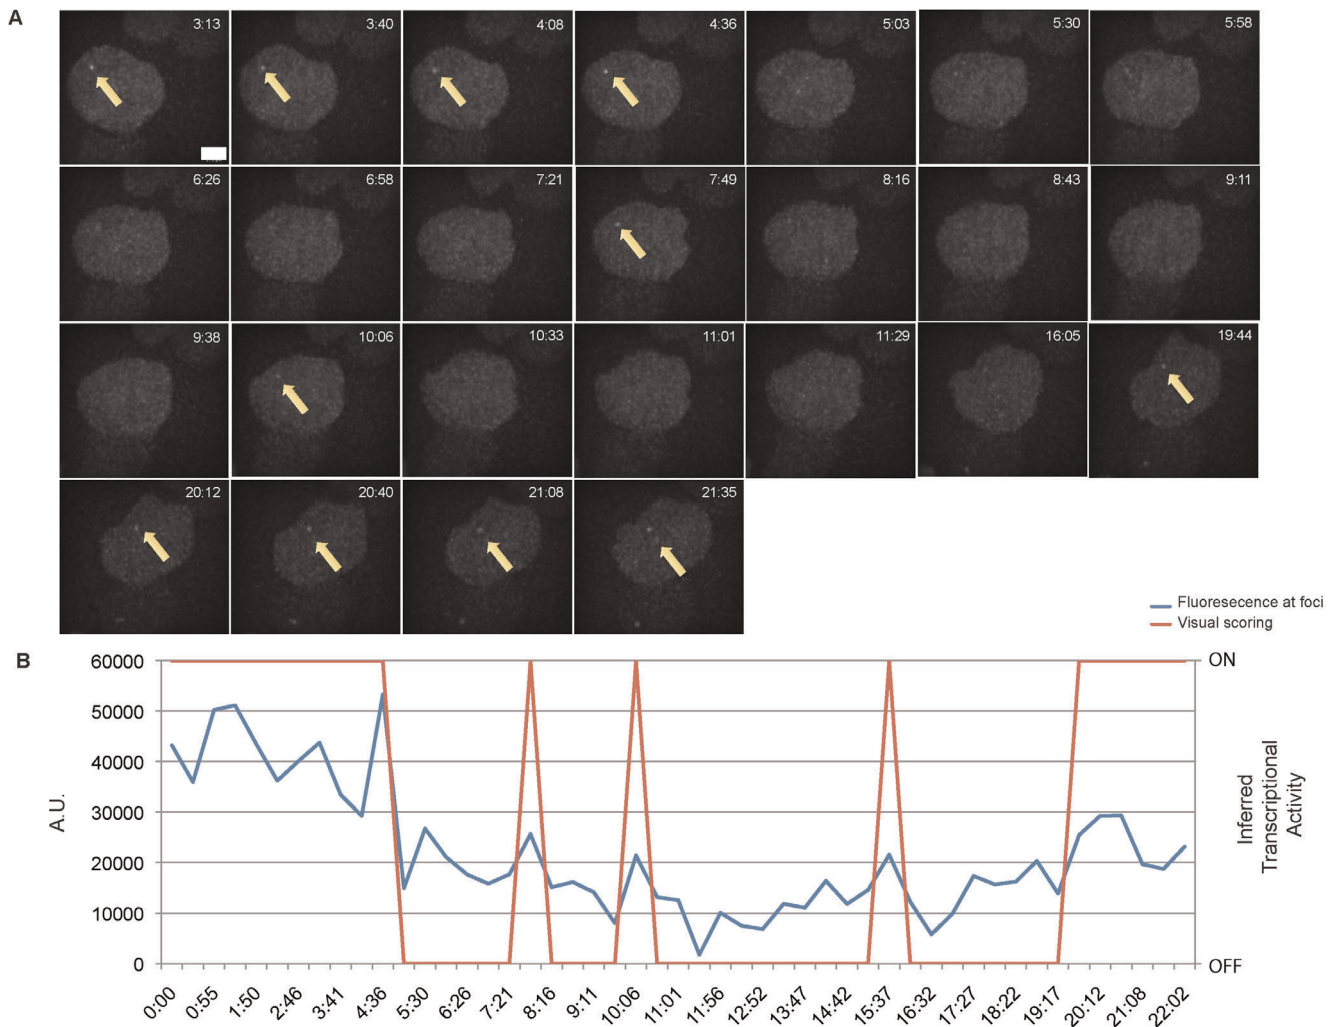 A
3:13 3:40 4:08 4:36 5:03 5:30 5:58
6:26 6:58 7:21 7:49 8:16 8:43 9:11
9:38 10:06 10:33 11:01 11:29 16:05 19:44
20:12 20:40 21:08 21:35
Fluoresecence at foci
Visual scoring
B
60000
50000
40000
30000
20000
10000
0
A.U.
ON
OFF
Inferred
Transcriptional
Activity
0:00 0:55 1:50 2:46 3:41 4:36 5:30 6:26 7:21 8:16 9:11 10:06 11:01 11:56 12:52 13:47 14:42 15:37 16:32 17:27 18:22 19:17 20:12 21:08 22:02